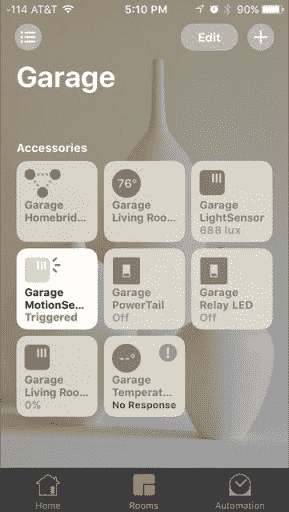 -114 AT&T 5:10 PM 90%
Edit
Garage
Accessories
76°
Garage
Homebrid...
Garage
Living Roo...
Garage
LightSensor
688 lux
Garage
MotionSe...
Triggered
Garage
PowerTail
Off
Garage
Relay LED
Off
Garage
Living Roo...
0%
--°
!
Garage
Temperat...
No Response
Home Rooms Automation